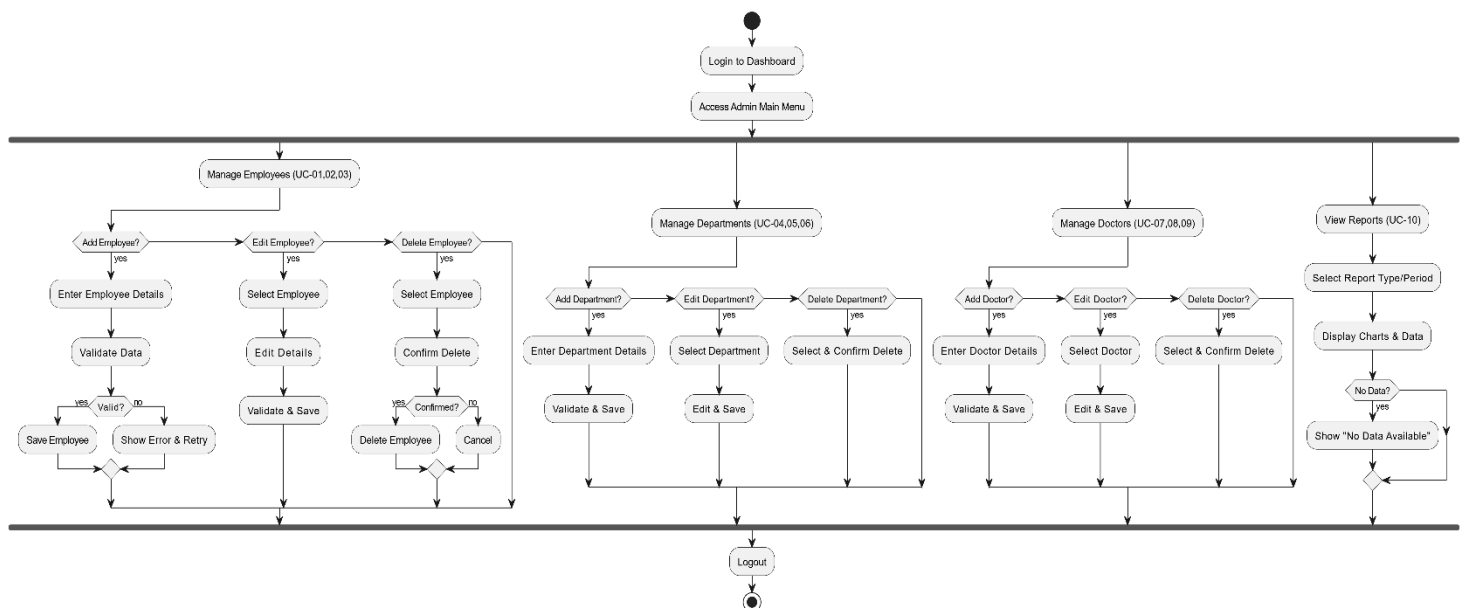 Login to Dashboard
Access Admin Main Menu
Manage Employees (UC-01,02,03)
Add Employee?
yes
Enter Employee Details
Validate Data
Valid?
yes
no
Save Employee
Show Error & Retry
Edit Employee?
yes
Select Employee
Edit Details
Validate & Save
Delete Employee?
yes
Select Employee
Confirm Delete
Confirmed?
yes
no
Delete Employee
Cancel
Manage Departments (UC-04,05,06)
Add Department?
yes
Enter Department Details
Validate & Save
Edit Department?
yes
Select Department
Edit & Save
Delete Department?
yes
Select & Confirm Delete
Manage Doctors (UC-07,08,09)
Add Doctor?
yes
Enter Doctor Details
Validate & Save
Edit Doctor?
yes
Select Doctor
Edit & Save
Delete Doctor?
yes
Select & Confirm Delete
View Reports (UC-10)
Select Report Type/Period
Display Charts & Data
No Data?
yes
Show "No Data Available"
Logout